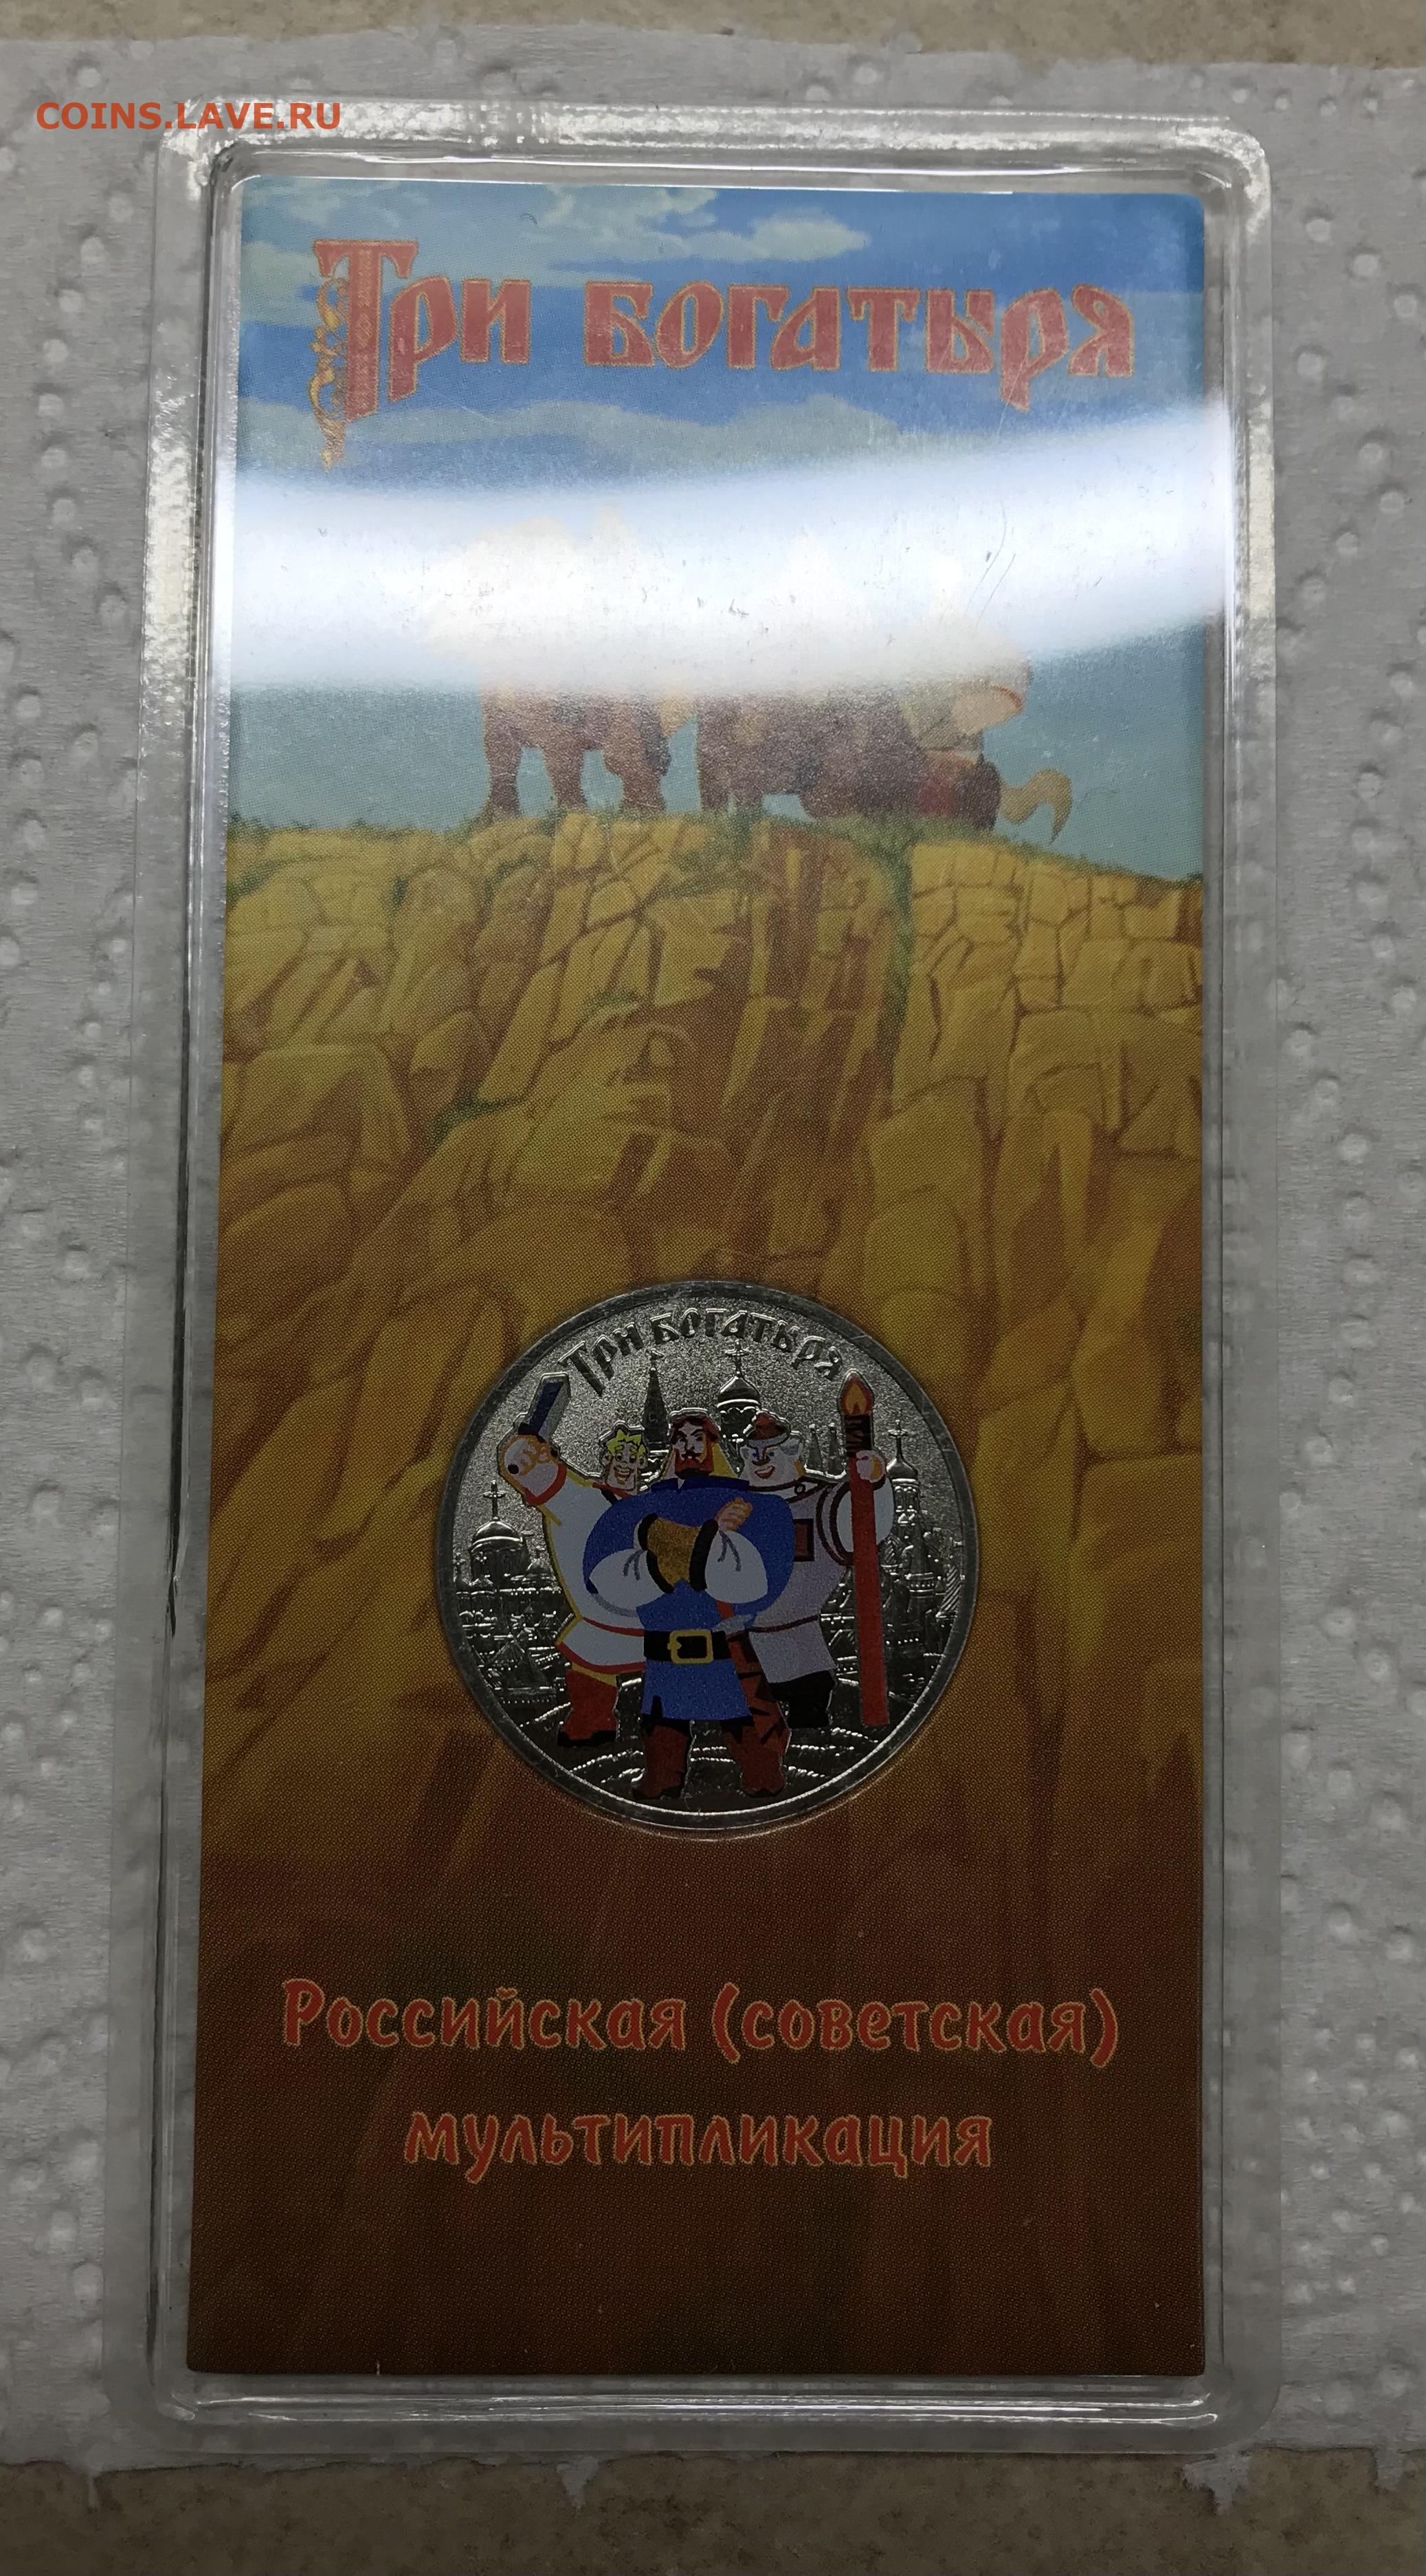 COINS.LAVE.RU
Три богатыря
Три богатыря
Российская (советская)
мультипликация